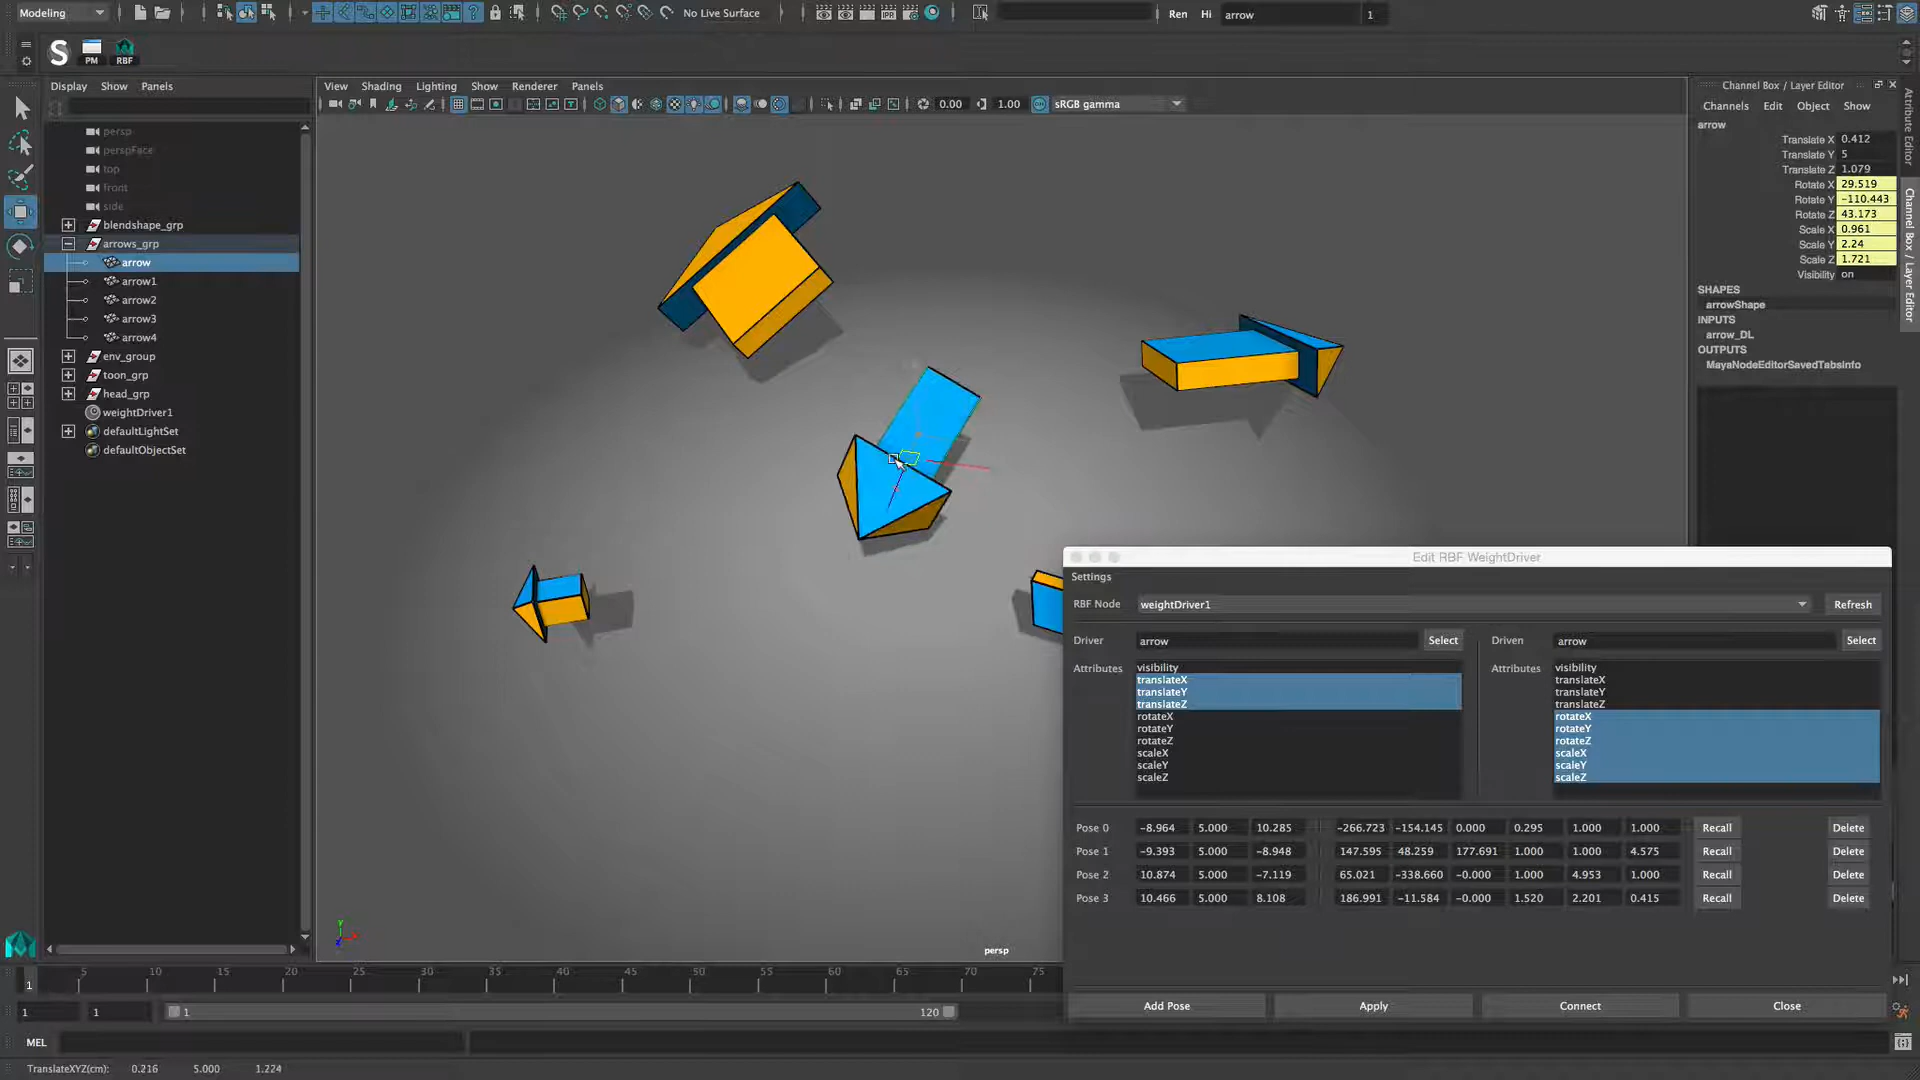 Modeling
No Live Surface
IPR
Ren
Hi
arrow
1
S
PM
RBF
Display Show Panels
persp
perspFace
top
front
side
blendshape_grp
arrows_grp
arrow
arrow1
arrow2
arrow3
arrow4
env_group
toon_grp
head_grp
weightDriver1
defaultLightSet
defaultObjectSet
View Shading Lighting Show Renderer Panels
0.00
1.00
sRGB gamma
persp
Channel Box / Layer Editor
Channels Edit Object Show
arrow
Translate X 0.412
Translate Y 5
Translate Z 1.079
Rotate X 29.519
Rotate Y -110.443
Rotate Z 43.173
Scale X 0.961
Scale Y 2.24
Scale Z 1.721
Visibility on
SHAPES
arrowShape
INPUTS
arrow_DL
OUTPUTS
MayaNodeEditorSavedTabsInfo
Attribute Editor
Channel Box / Layer Editor
Edit RBF WeightDriver
Settings
RBF Node weightDriver1 Refresh
Driver arrow Select
Attributes
visibility
translateX
translateY
translateZ
rotateX
rotateY
rotateZ
scaleX
scaleY
scaleZ
Driven arrow Select
Attributes
visibility
translateX
translateY
translateZ
rotateX
rotateY
rotateZ
scaleX
scaleY
scaleZ
Pose 0 -8.964 5.000 10.285 -266.723 -154.145 0.000 0.295 1.000 1.000 Recall Delete
Pose 1 -9.393 5.000 -8.948 147.595 48.259 177.691 1.000 1.000 4.575 Recall Delete
Pose 2 10.874 5.000 -7.119 65.021 -338.660 -0.000 1.000 4.953 1.000 Recall Delete
Pose 3 10.466 5.000 8.108 186.991 -11.584 -0.000 1.520 2.201 0.415 Recall Delete
Add Pose Apply Connect Close
1 5 10 15 20 25 30 35 40 45 50 55 60 65 70 75
1 1 1 120
MEL
TranslateXYZ(cm): 0.216 5.000 1.224